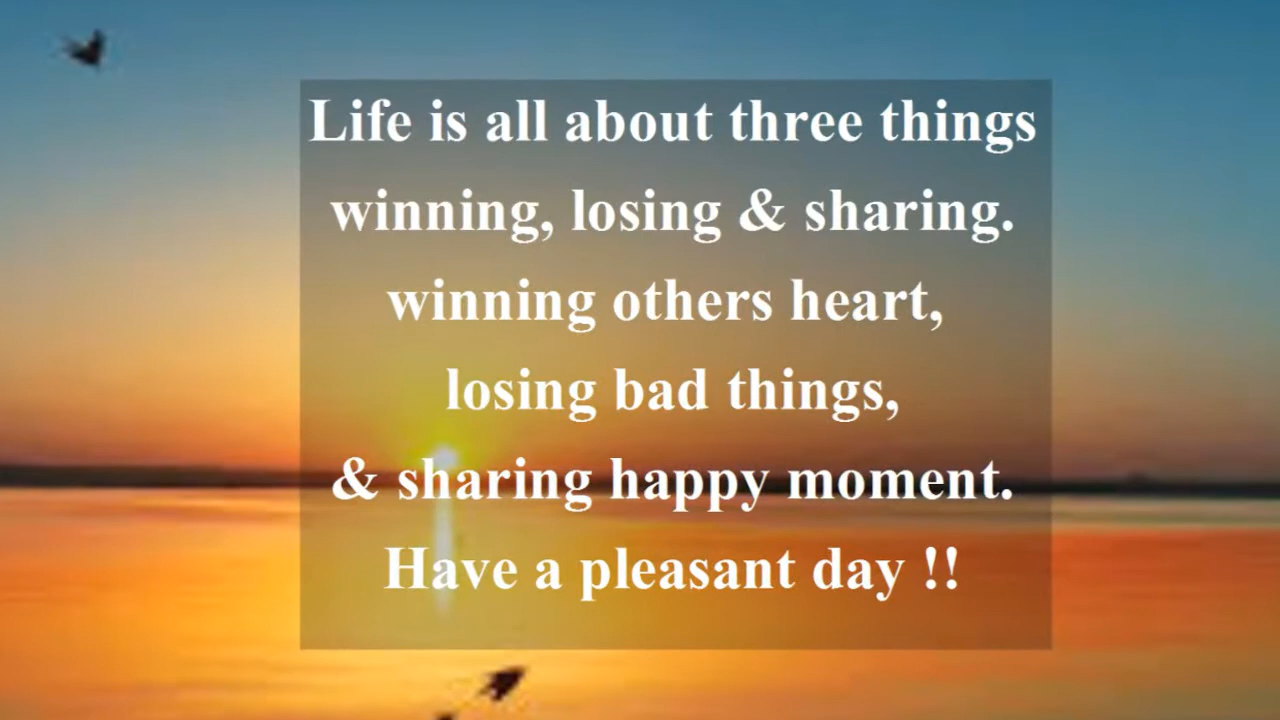 Life is all about three things
winning, losing & sharing.
winning others heart,
losing bad things,
& sharing happy moment.
Have a pleasant day !!